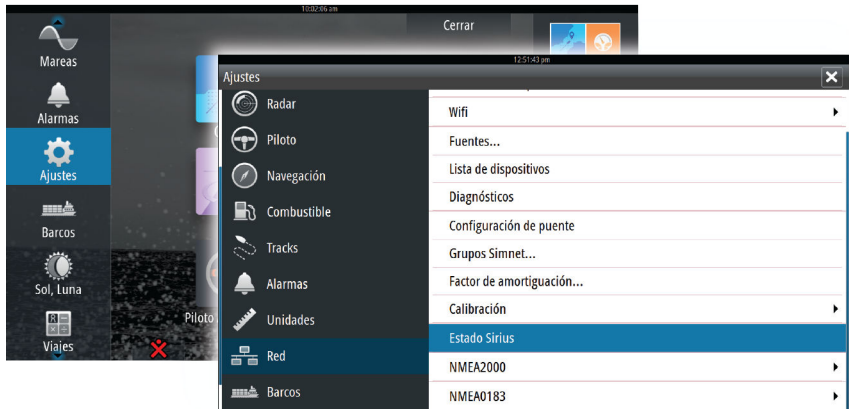 10:02:06 am
Cerrar
Mareas
Alarmas
Ajustes
Barcos
Sol, Luna
Viajes
Piloto
12:51:43 pm
Ajustes
Radar
Piloto
Navegación
Combustible
Tracks
Alarmas
Unidades
Red
Barcos
Wifi
Fuentes...
Lista de dispositivos
Diagnósticos
Configuración de puente
Grupos Simnet...
Factor de amortiguación...
Calibración
Estado Sirius
NMEA2000
NMEA0183